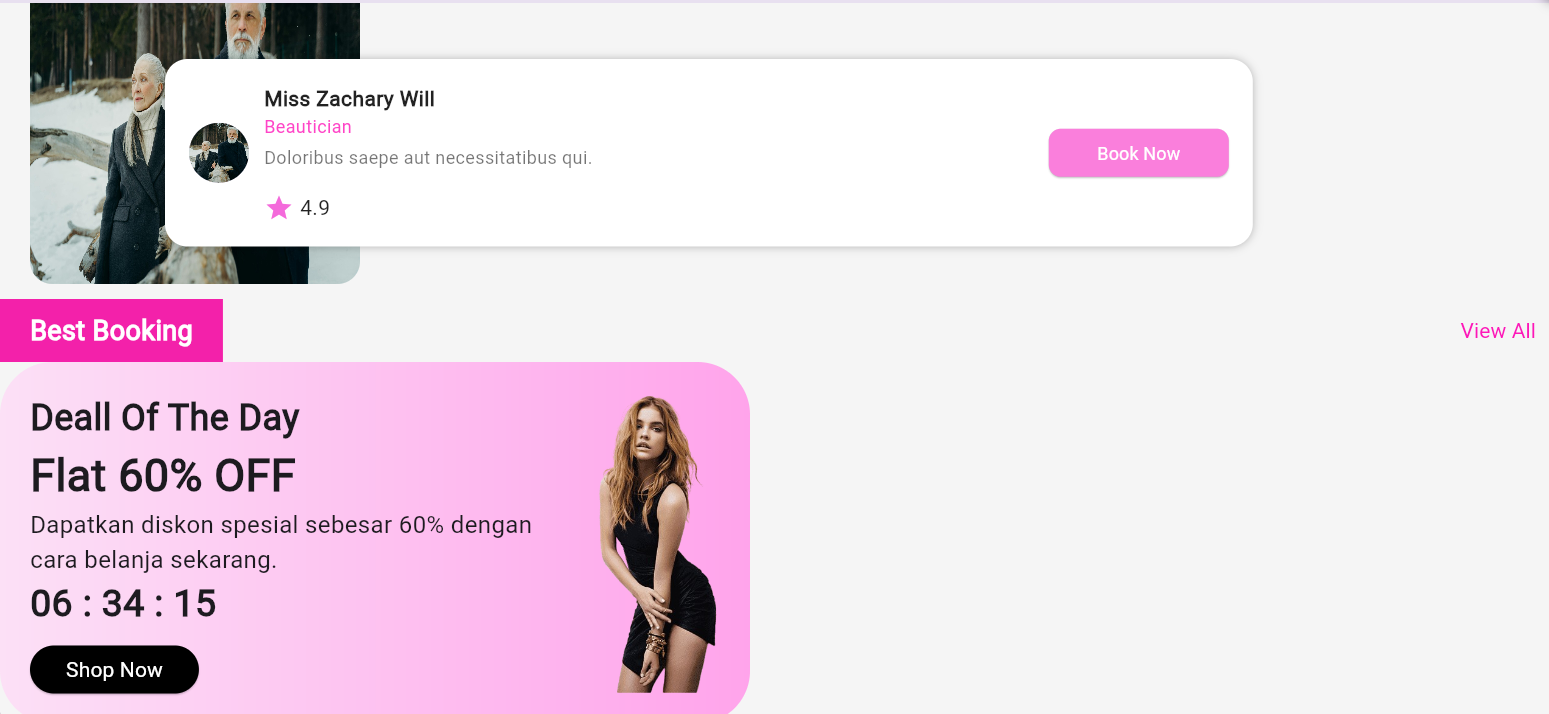 Miss Zachary Will
Beautician
Doloribus saepe aut necessitatibus qui.
Book Now
4.9
Best Booking
View All
Deall Of The Day
Flat 60% OFF
Dapatkan diskon spesial sebesar 60% dengan
cara belanja sekarang.
06 : 34 : 15
Shop Now